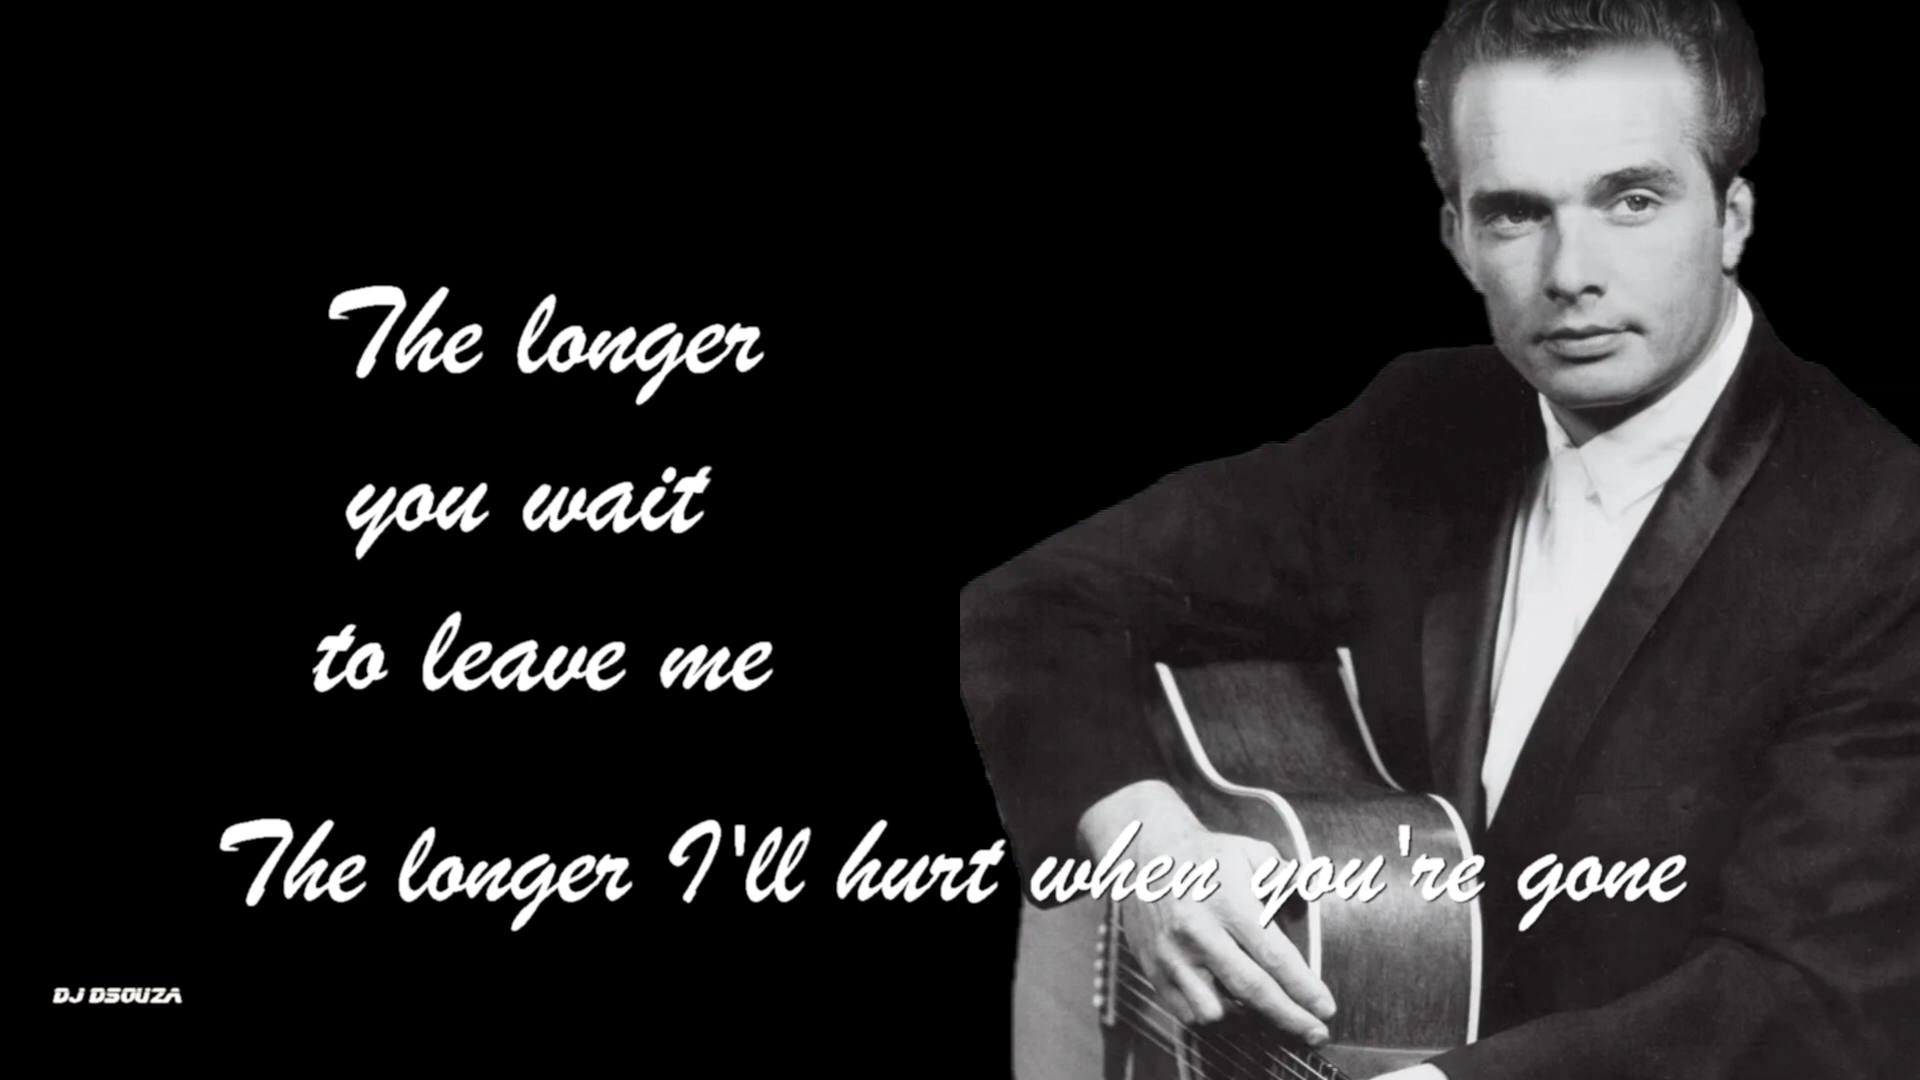 The longer
you wait
to leave me
The longer I'll hurt when you're gone
DJ DSOUZA